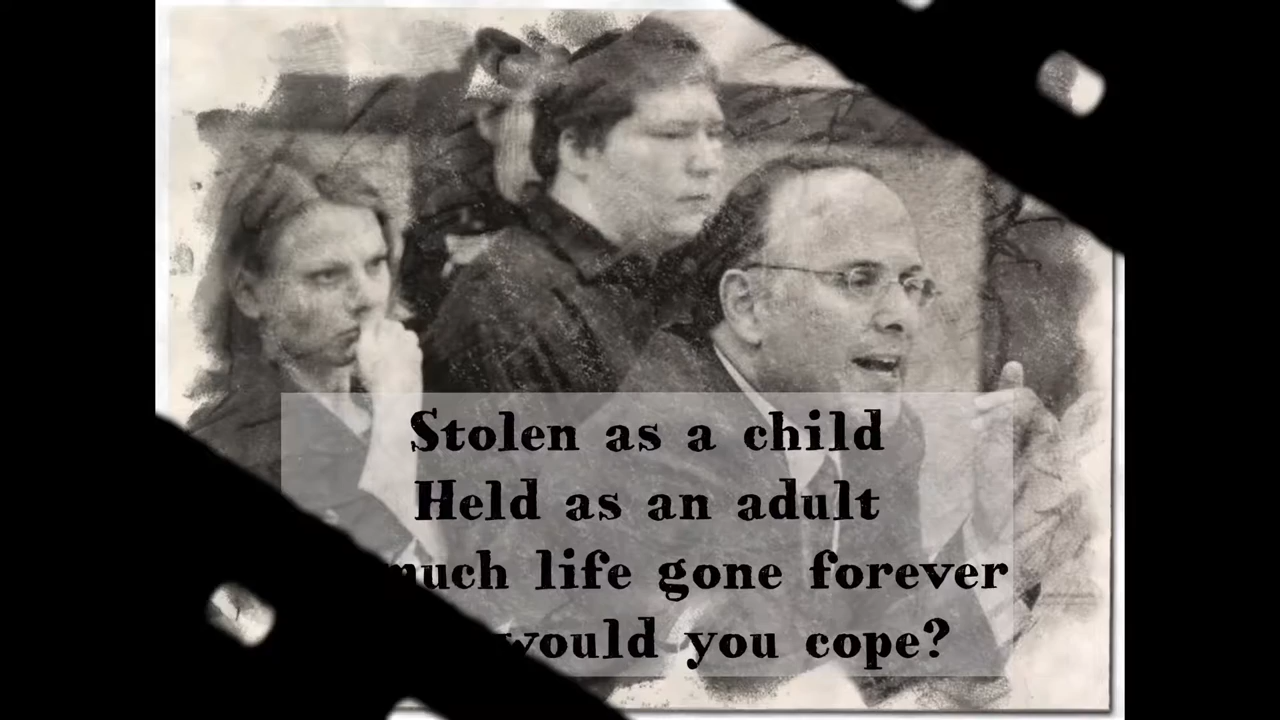 Stolen as a child
Held as an adult
much life gone forever
would you cope?